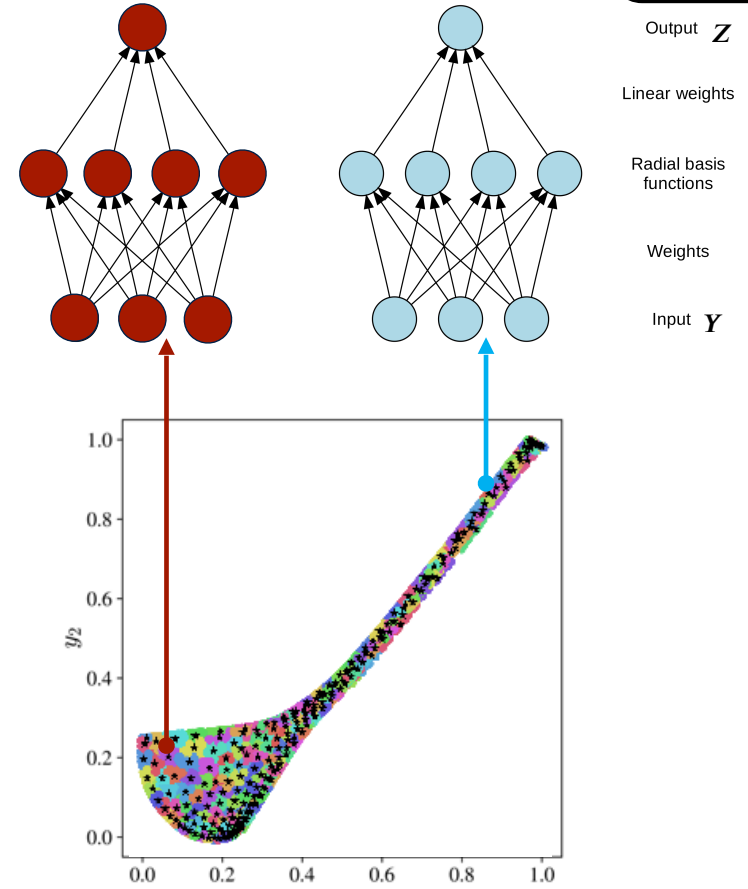 Output Z
Linear weights
Radial basis
functions
Weights
Input Y
1.0
0.8
0.6
y2
0.4
0.2
0.0
0.0 0.2 0.4 0.6 0.8 1.0